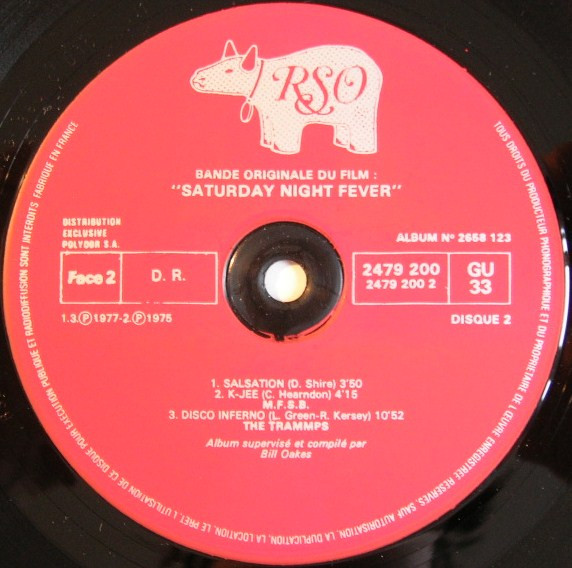 RSO
BANDE ORIGINALE DU FILM :
"SATURDAY NIGHT FEVER"
DISTRIBUTION
EXCLUSIVE
POLYDOR S.A.
ALBUM N° 2658 123
Face 2
D. R.
2479 200
2479 200 2
GU
33
1.3.Ⓟ1977-2.Ⓟ1975
DISQUE 2
1. SALSATION (D. Shire) 3'50
2. K-JEE (C. Hearndon) 4'15
M.F.S.B.
3. DISCO INFERNO (L. Green-R. Kersey) 10'52
THE TRAMMPS
Album supervisé et compilé par
Bill Oakes
TOUS DROITS DU PRODUCTEUR PHONOGRAPHIQUE ET DU PROPRIETAIRE DE L'ŒUVRE ENREGISTREE RESERVES. SAUF AUTORISATION, LA DUPLICATION, LA LOCATION, LE PRET, L'UTILISATION DE CE DISQUE POUR EXECUTION PUBLIQUE ET RADIODIFFUSION SONT INTERDITS FABRIQUE EN FRANCE